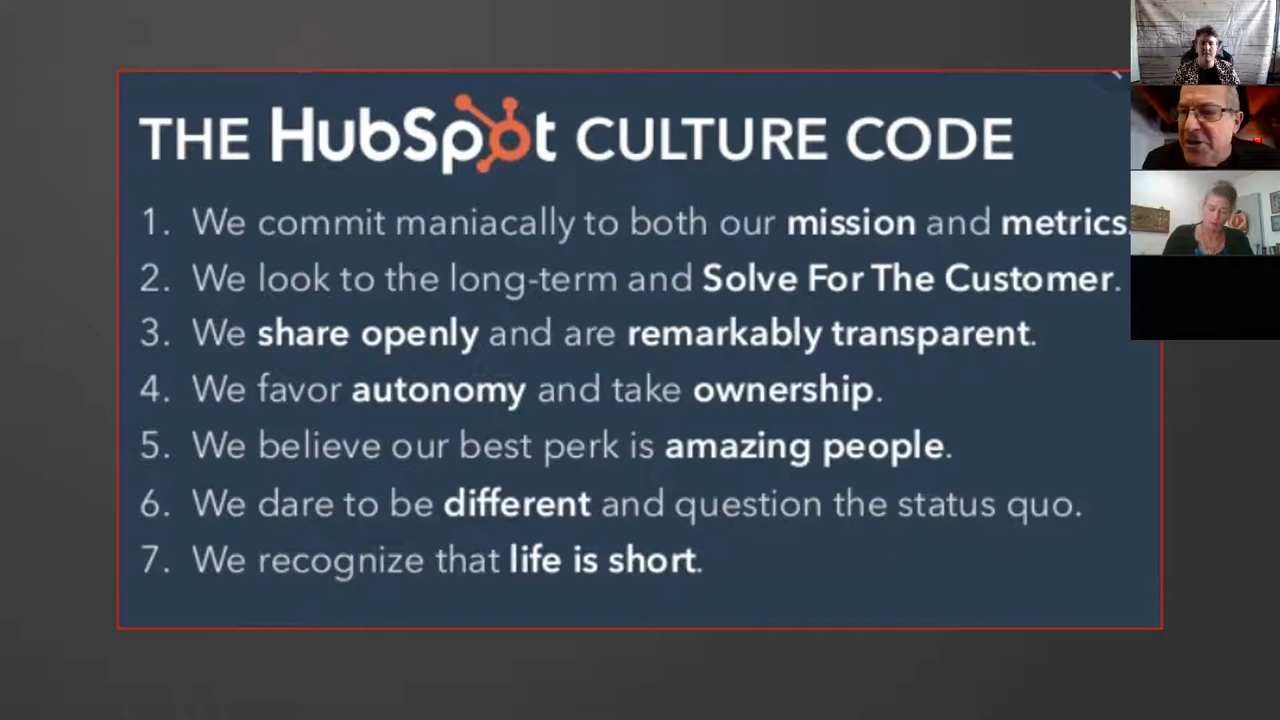 THE HubSpot CULTURE CODE
1. We commit maniacally to both our mission and metrics.
2. We look to the long-term and Solve For The Customer.
3. We share openly and are remarkably transparent.
4. We favor autonomy and take ownership.
5. We believe our best perk is amazing people.
6. We dare to be different and question the status quo.
7. We recognize that life is short.